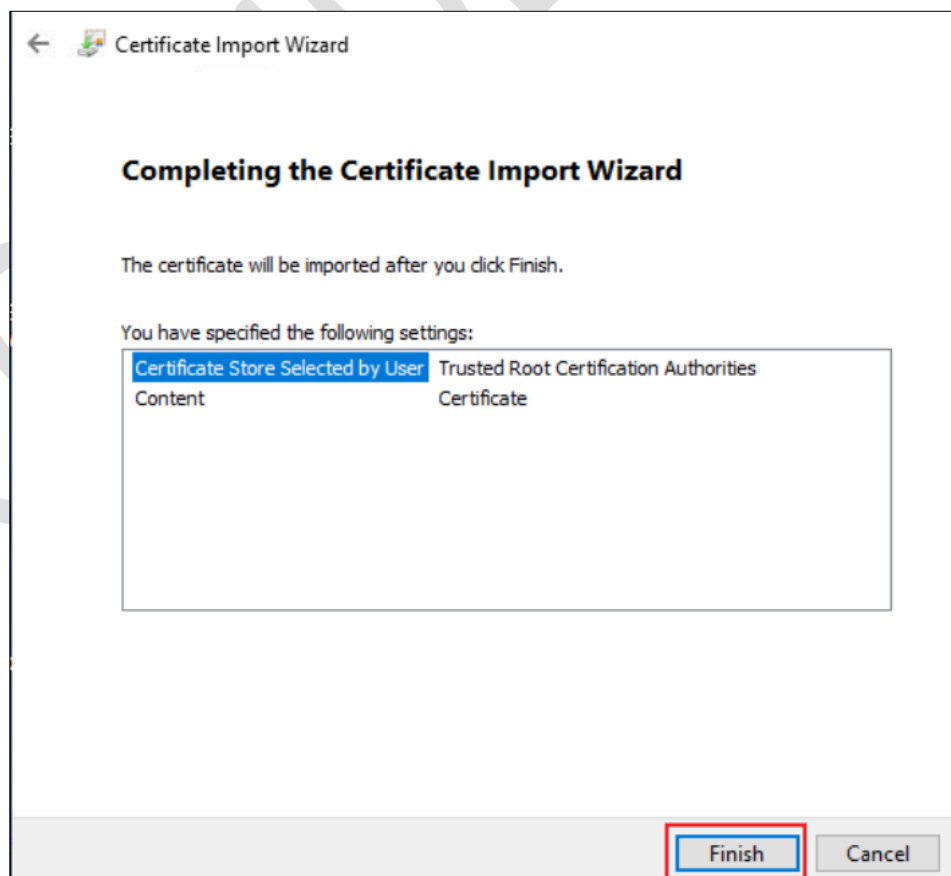 Certificate Import Wizard
Completing the Certificate Import Wizard
The certificate will be imported after you click Finish.
You have specified the following settings:
Certificate Store Selected by User Trusted Root Certification Authorities
Content Certificate
Finish Cancel